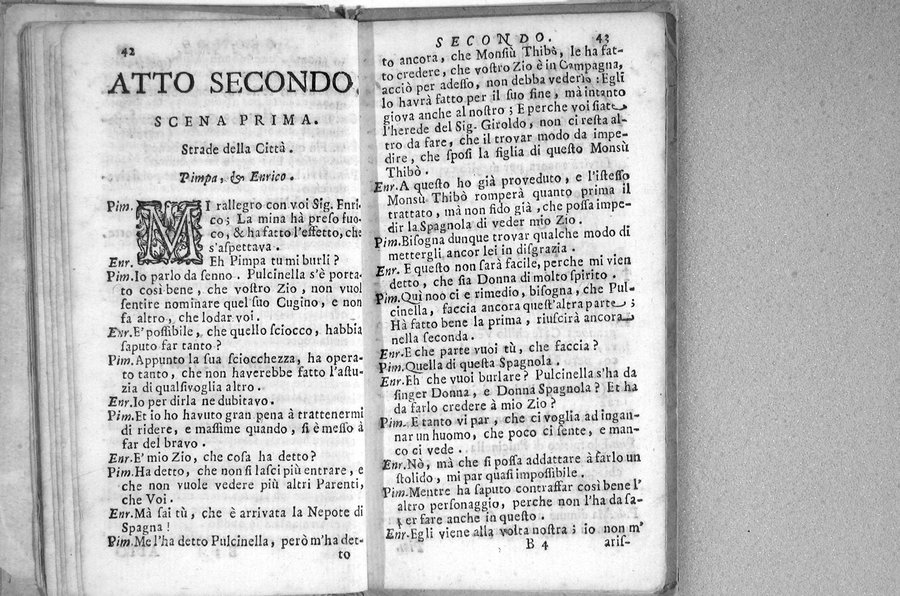 42
ATTO SECONDO.
SCENA PRIMA.
Strade della Città.
Pimpa, & Enrico.
Pim. MI rallegro con voi Sig. Enri-
co; La mina hà preso fuo-
co, & ha fatto l'effetto, che
s'aspettava.
Enr. Eh Pimpa tu mi burli?
Pim. Io parlo da senno. Pulcinella s'è porta-
to così bene, che vostro Zio, non vuol
sentire nominare quel suo Cugino, e non
fa altro, che lodar voi.
Enr. E' possibile, che quello sciocco, habbia
saputo far tanto?
Pim. Appunto la sua sciocchezza, ha opera-
to tanto, che non haverebbe fatto l'astu-
zia di qualsivoglia altro.
Enr. Io per dirla ne dubitavo.
Pim. Et io ho havuto gran pena à trattenermi
di ridere, e massime quando, si è messo à
far del bravo.
Enr. E' mio Zio, che cosa ha detto?
Pim. Ha detto, che non si lasci più entrare, e
che non vuole vedere più altri Parenti,
che Voi.
Enr. Mà sai tù, che è arrivata la Nepote di
Spagna!
Pim. Me l'ha detto Pulcinella, però m'ha det-
to
SECONDO. 43
to ancora, che Monsiù Thibò, le ha fat-
to credere, che vostro Zio è in Campagna,
acciò per adesso, non debba vederlo: Egli
lo havrà fatto per il suo fine, mà intanto
giova anche al nostro; E perche voi siate
l'herede del Sig. Giroldo, non ci resta al-
tro da fare, che il trovar modo da impe-
dire, che sposi la figlia di questo Monsù
Thibò.
Enr. A questo ho già proveduto, e l'istesso
Monsù Thibò romperà quanto prima il
trattato, mà non fido già, che possa impe-
dir la Spagnola di veder mio Zio.
Pim. Bisogna dunque trovar qualche modo di
mettergli ancor lei in disgrazia.
Enr. E questo non sarà facile, perche mi vien
detto, che sia Donna di molto spirito.
Pim. Qui noo ci e rimedio, bisogna, che Pul-
cinella, faccia ancora quest'altra parte;
Hà fatto bene la prima, riuscirà ancora
nella seconda.
Enr. E che parte vuoi tù, che faccia?
Pim. Quella di questa Spagnola.
Enr. Eh che vuoi burlare? Pulcinella s'ha da
finger Donna, e Donna Spagnola? Et ha
da farlo credere à mio Zio?
Pim. E tanto vi par, che ci voglia ad ingan-
nar un huomo, che poco ci sente, e man-
co ci vede.
Enr. Nò, mà che si possa addattare à farlo un
stolido, mi par quasi impossibile.
Pim. Mentre ha saputo contraffar così bene l'
altro personaggio, perche non l'ha da sa-
er fare anche in questo.
Enr. Egli viene alla volta nostra; io non m'
B 4 aris-